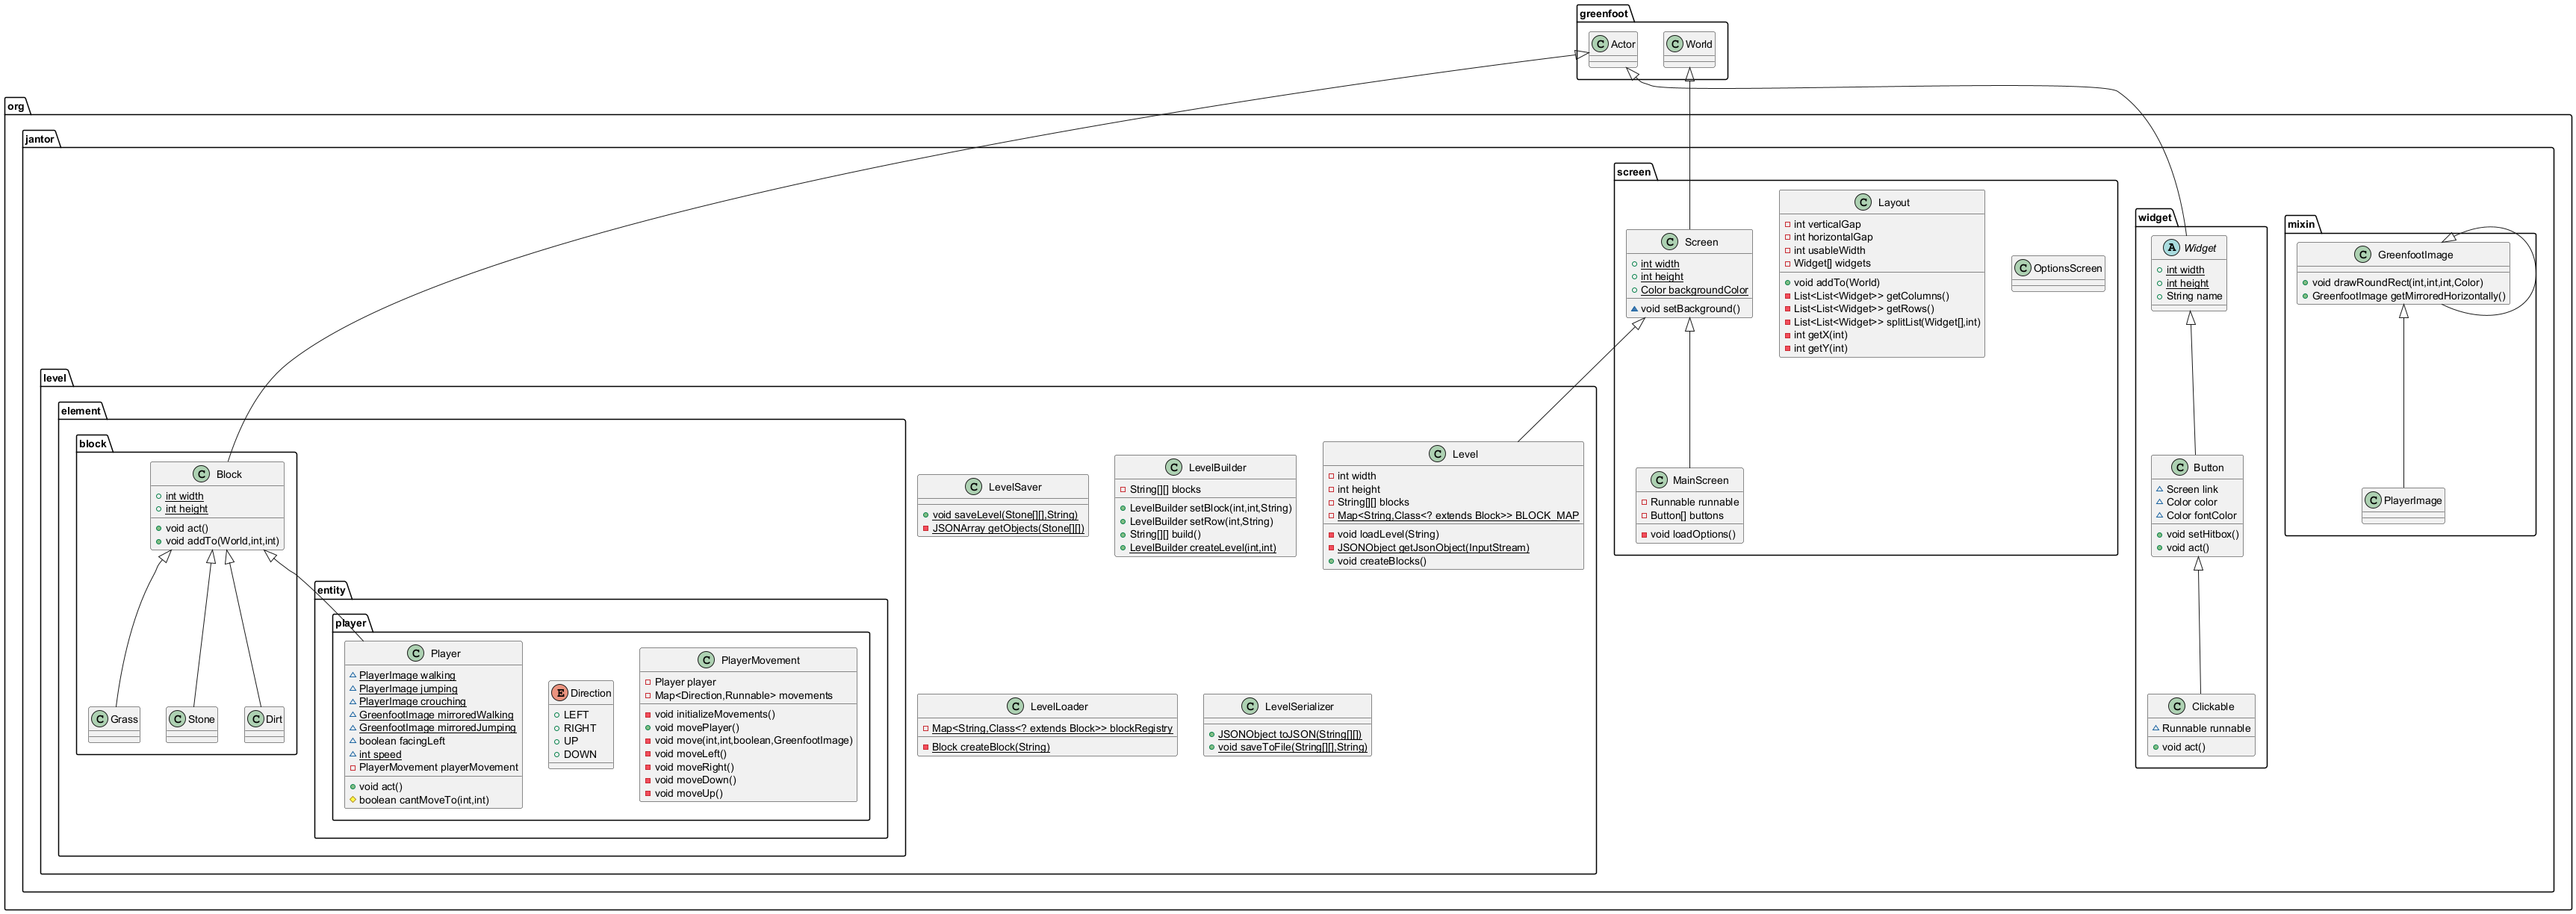 greenfoot
C Actor
C World
org
jantor
screen
C Screen
int width
int height
Color backgroundColor
void setBackground()
C Layout
int verticalGap
int horizontalGap
int usableWidth
Widget[] widgets
void addTo(World)
List<List<Widget>> getColumns()
List<List<Widget>> getRows()
List<List<Widget>> splitList(Widget[],int)
int getX(int)
int getY(int)
C OptionsScreen
C MainScreen
Runnable runnable
Button[] buttons
void loadOptions()
widget
A Widget
int width
int height
String name
C Button
Screen link
Color color
Color fontColor
void setHitbox()
void act()
C Clickable
Runnable runnable
void act()
mixin
C GreenfootImage
void drawRoundRect(int,int,int,Color)
GreenfootImage getMirroredHorizontally()
C PlayerImage
level
element
block
C Block
int width
int height
void act()
void addTo(World,int,int)
C Grass
C Stone
C Dirt
entity
player
C Player
PlayerImage walking
PlayerImage jumping
PlayerImage crouching
GreenfootImage mirroredWalking
GreenfootImage mirroredJumping
boolean facingLeft
int speed
PlayerMovement playerMovement
void act()
boolean cantMoveTo(int,int)
E Direction
LEFT
RIGHT
UP
DOWN
C PlayerMovement
Player player
Map<Direction,Runnable> movements
void initializeMovements()
void movePlayer()
void move(int,int,boolean,GreenfootImage)
void moveLeft()
void moveRight()
void moveDown()
void moveUp()
C LevelSaver
void saveLevel(Stone[][],String)
JSONArray getObjects(Stone[][])
C LevelBuilder
String[][] blocks
LevelBuilder setBlock(int,int,String)
LevelBuilder setRow(int,String)
String[][] build()
LevelBuilder createLevel(int,int)
C Level
int width
int height
String[][] blocks
Map<String,Class<? extends Block>> BLOCK_MAP
void loadLevel(String)
JSONObject getJsonObject(InputStream)
void createBlocks()
C LevelLoader
Map<String,Class<? extends Block>> blockRegistry
Block createBlock(String)
C LevelSerializer
JSONObject toJSON(String[][])
void saveToFile(String[][],String)